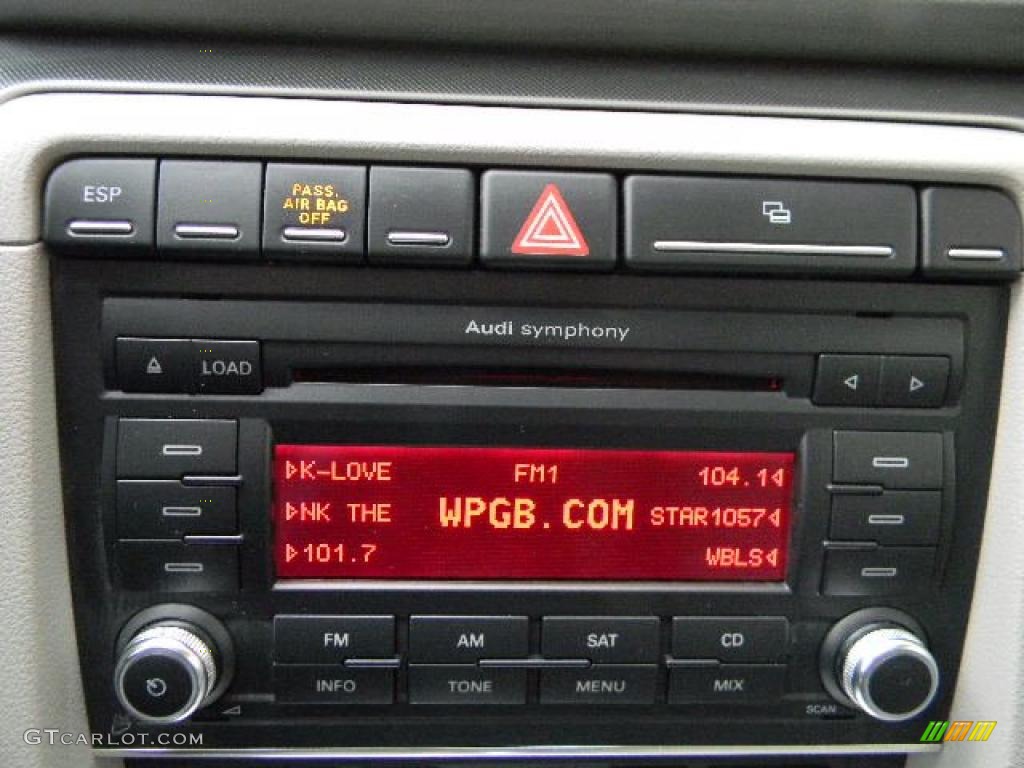 ESP
PASS.
AIR BAG
OFF
Audi symphony
LOAD
K-LOVE FM1 104.1
NK THE WPGB.COM STAR1057
101.7 WBLS
FM AM SAT CD
INFO TONE MENU MIX
SCAN
GTCARLOT.COM